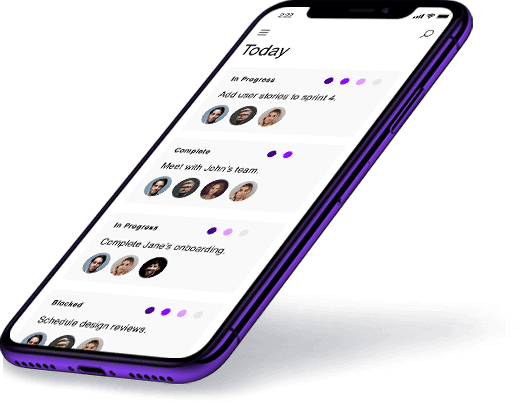 2:22
Today
In Progress
Add user stories to sprint 4.
Complete
Meet with John's team.
In Progress
Complete Jane's onboarding.
Blocked
Schedule design reviews.